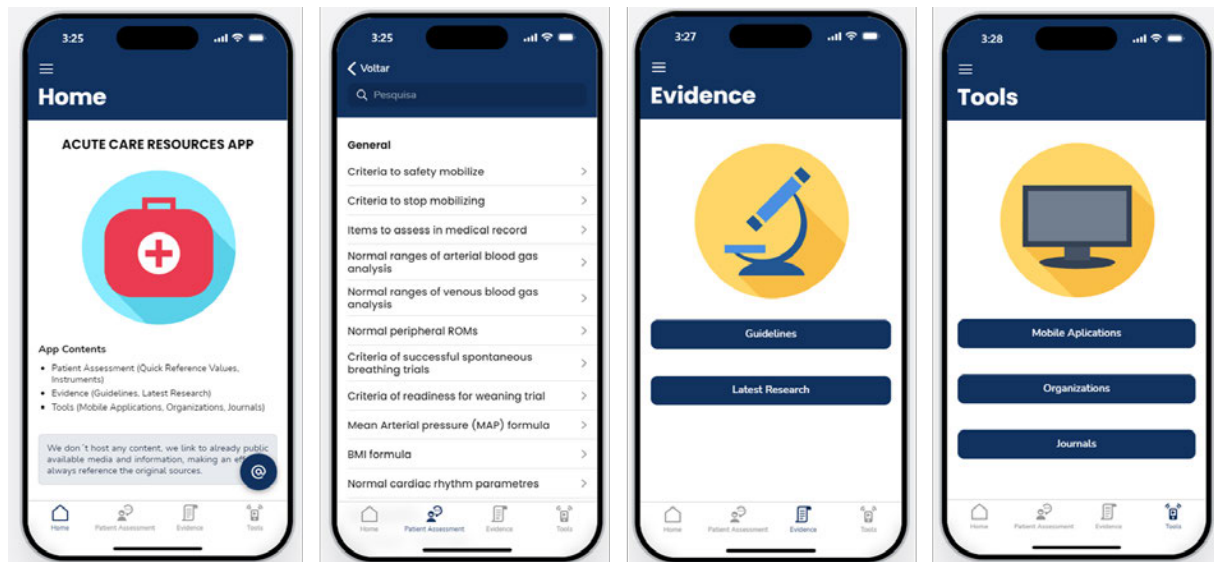 3:25
Home
ACUTE CARE RESOURCES APP
App Contents
• Patient Assessment (Quick Reference Values,
Instruments)
• Evidence (Guidelines, Latest Research)
• Tools (Mobile Applications, Organizations, Journals)
We don´t host any content, we link to already public
available media and information, making an
always reference the original sources.
@
Home
Patient Assessment
Evidence
Tools
3:25
Voltar
Pesquisa
General
Criteria to safety mobilize
Criteria to stop mobilizing
Items to assess in medical record
Normal ranges of arterial blood gas
analysis
Normal ranges of venous blood gas
analysis
Normal peripheral ROMs
Criteria of successful spontaneous
breathing trials
Criteria of readiness for weaning trial
Mean Arterial pressure (MAP) formula
BMI formula
Normal cardiac rhythm parametres
Home
Patient Assessment
Evidence
Tools
3:27
Evidence
Guidelines
Latest Research
Home
Patient Assessment
Evidence
Tools
3:28
Tools
Mobile Aplications
Organizations
Journals
Home
Patient Assessment
Evidence
Tools